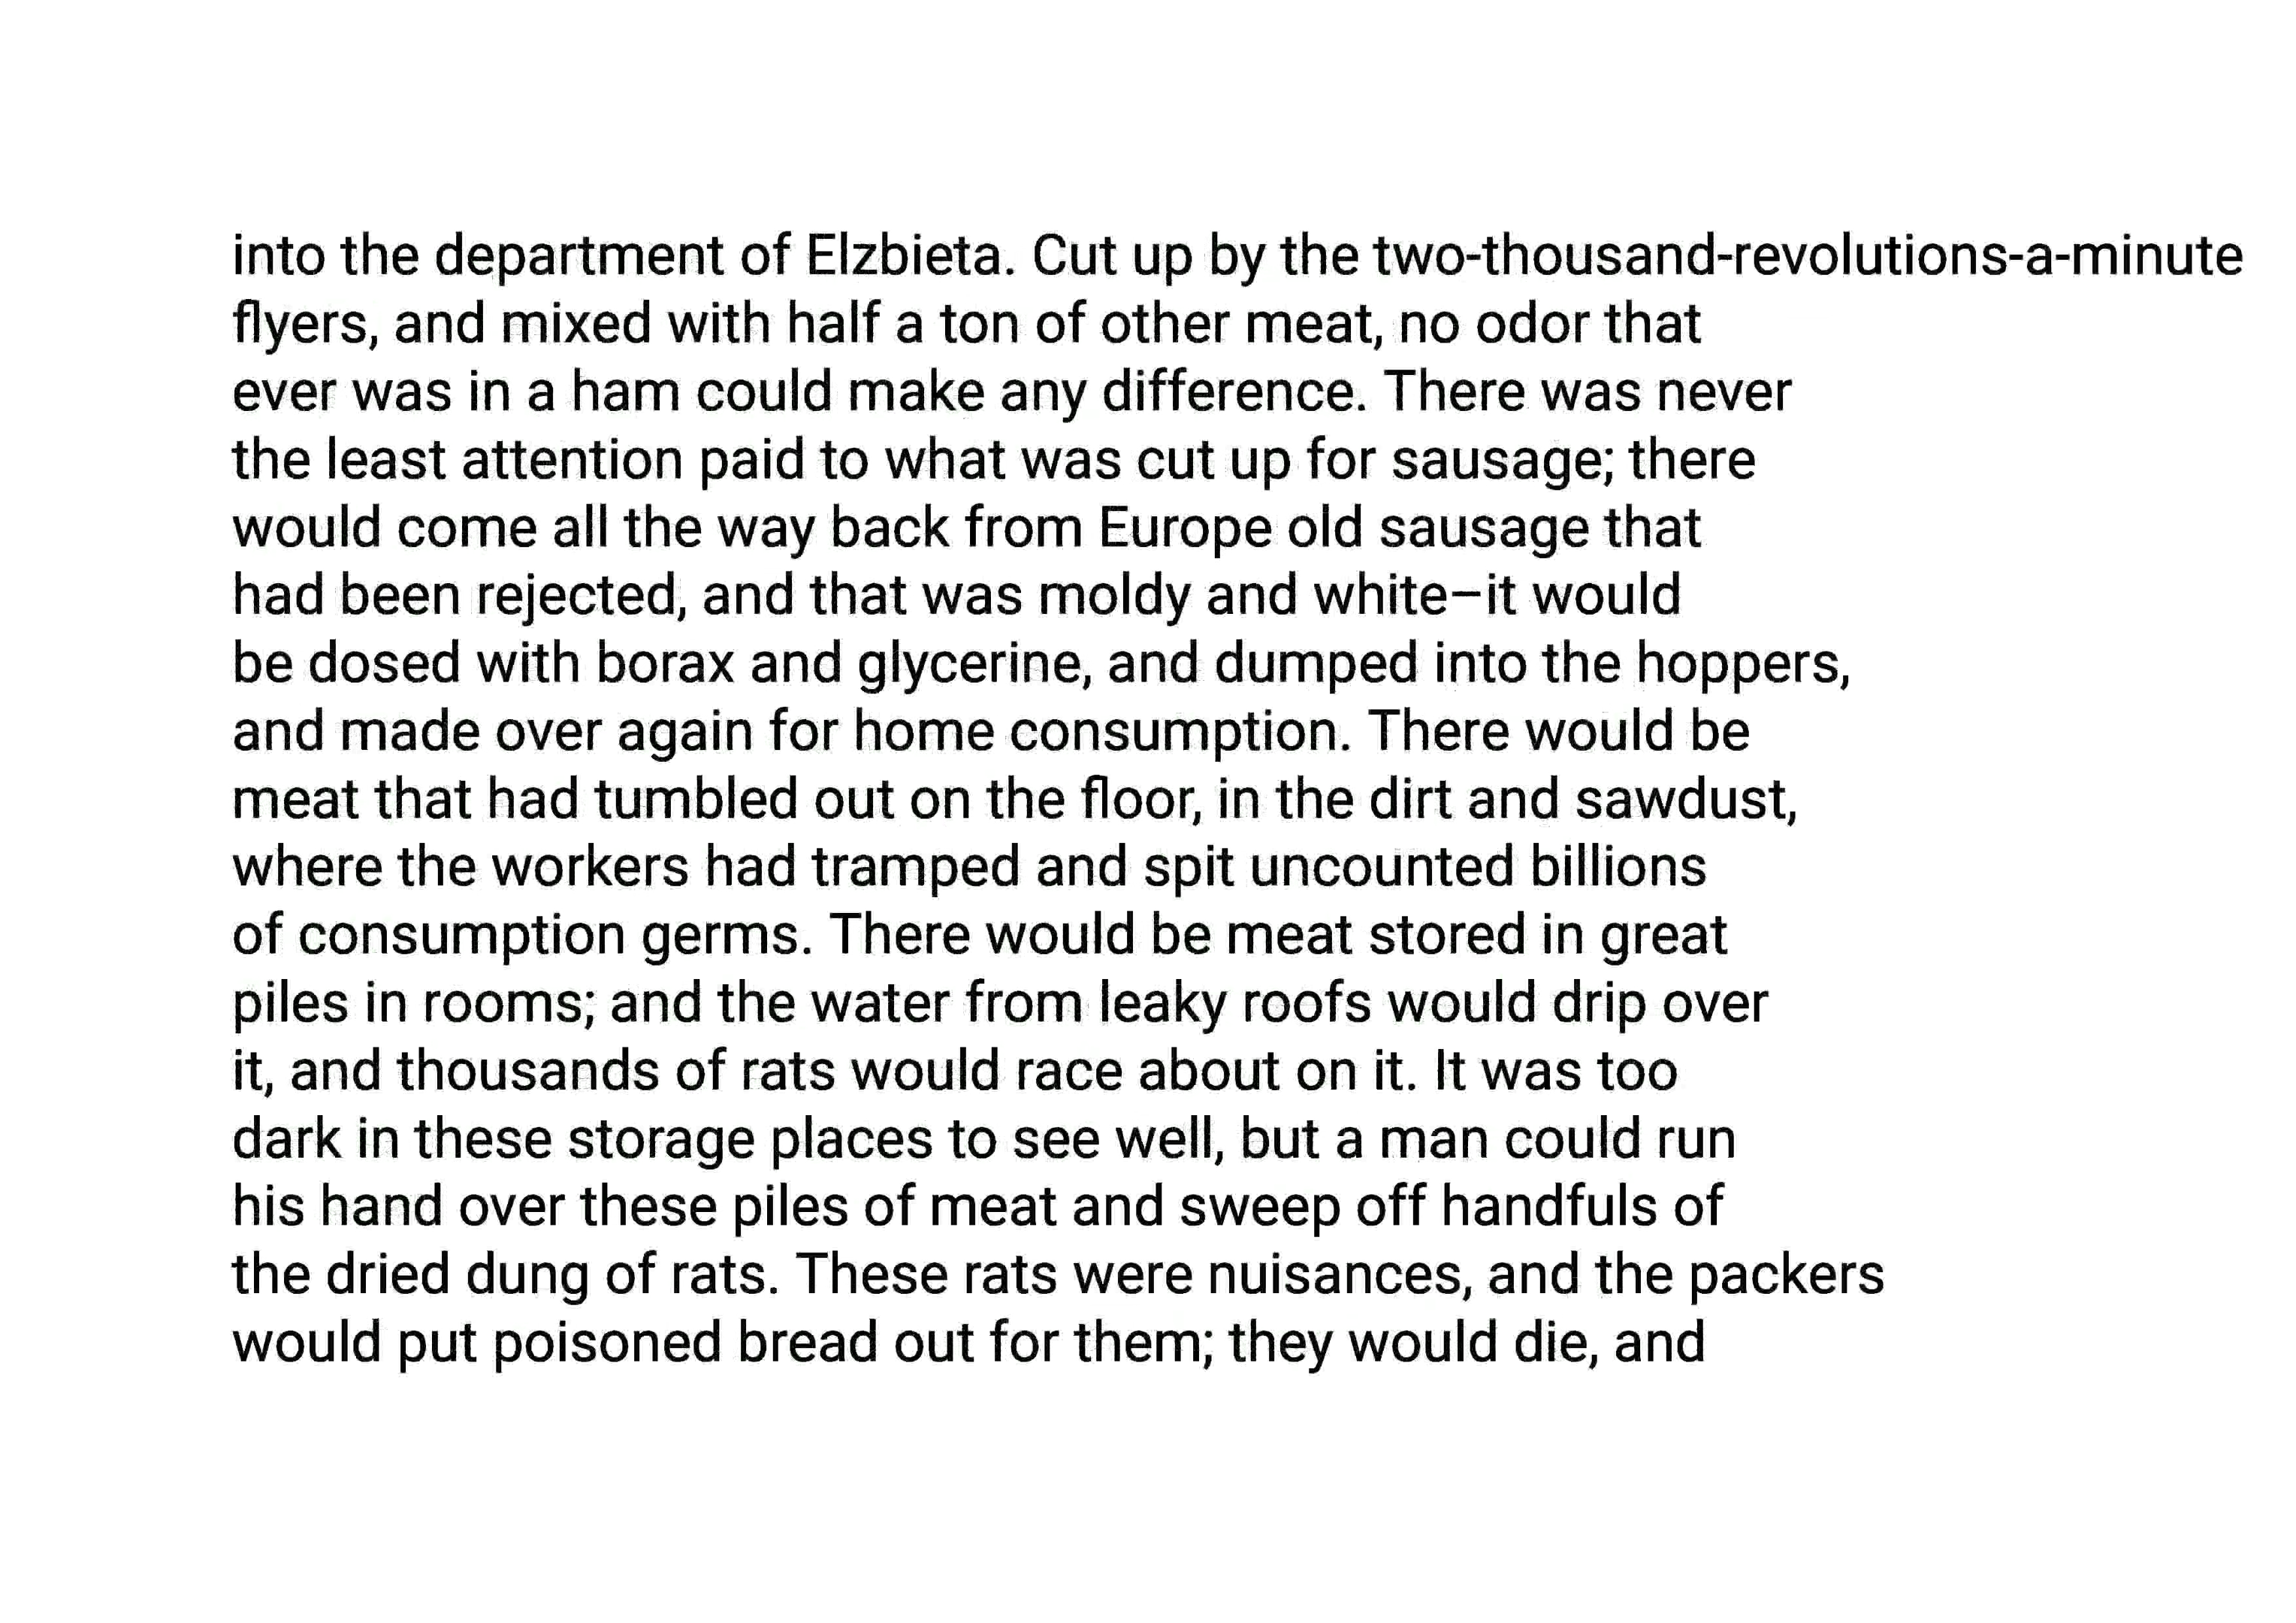 into the department of Elzbieta. Cut up by the two-thousand-revolutions-a-minute
flyers, and mixed with half a ton of other meat, no odor that
ever was in a ham could make any difference. There was never
the least attention paid to what was cut up for sausage; there
would come all the way back from Europe old sausage that
had been rejected, and that was moldy and white–it would
be dosed with borax and glycerine, and dumped into the hoppers,
and made over again for home consumption. There would be
meat that had tumbled out on the floor, in the dirt and sawdust,
where the workers had tramped and spit uncounted billions
of consumption germs. There would be meat stored in great
piles in rooms; and the water from leaky roofs would drip over
it, and thousands of rats would race about on it. It was too
dark in these storage places to see well, but a man could run
his hand over these piles of meat and sweep off handfuls of
the dried dung of rats. These rats were nuisances, and the packers
would put poisoned bread out for them; they would die, and